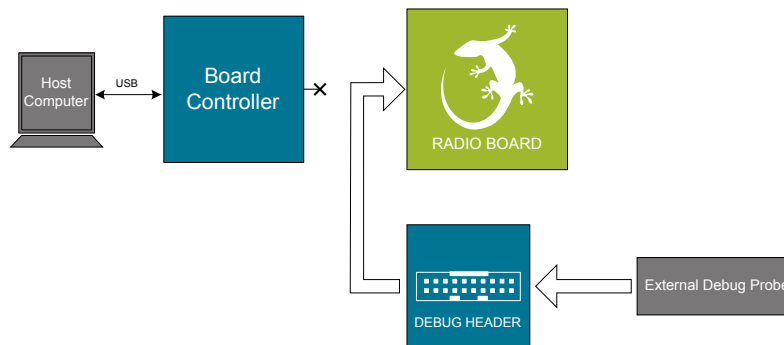 Host
Computer
USB
Board
Controller
RADIO BOARD
External Debug Probe
DEBUG HEADER